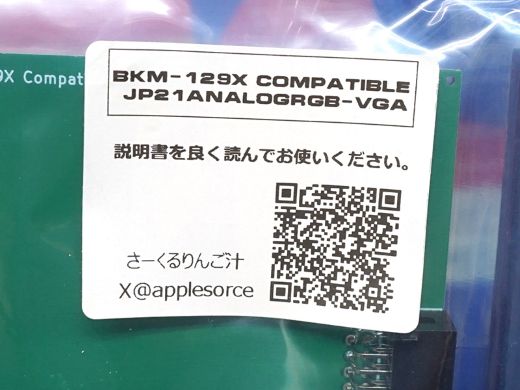 9X Compat
BKM-129X COMPATIBLE
JP21ANALOGRGB-VGA
説明書を良く読んでお使いください。
さーくるりんご汁
X@applesorce